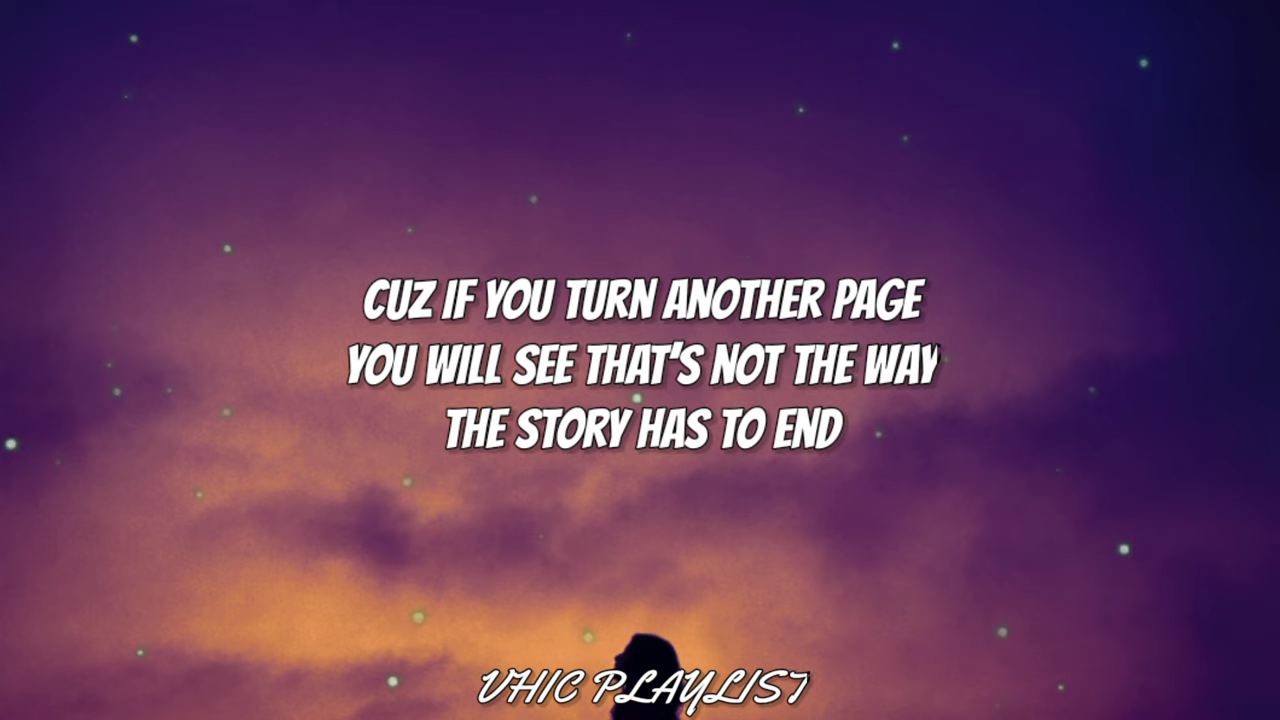 CUZ IF YOU TURN ANOTHER PAGE
YOU WILL SEE THAT'S NOT THE WAY
THE STORY HAS TO END
VHIC PLAYLIST